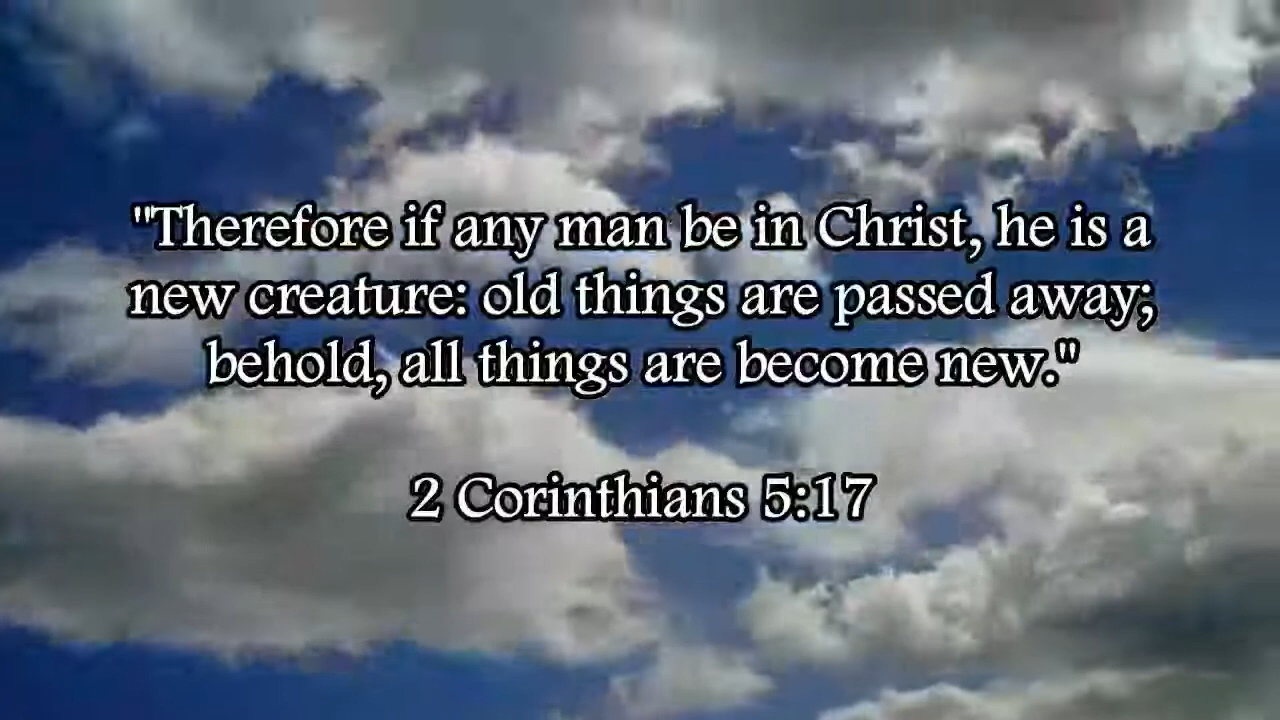 "Therefore if any man be in Christ, he is a
new creature: old things are passed away;
behold, all things are become new."
2 Corinthians 5:17